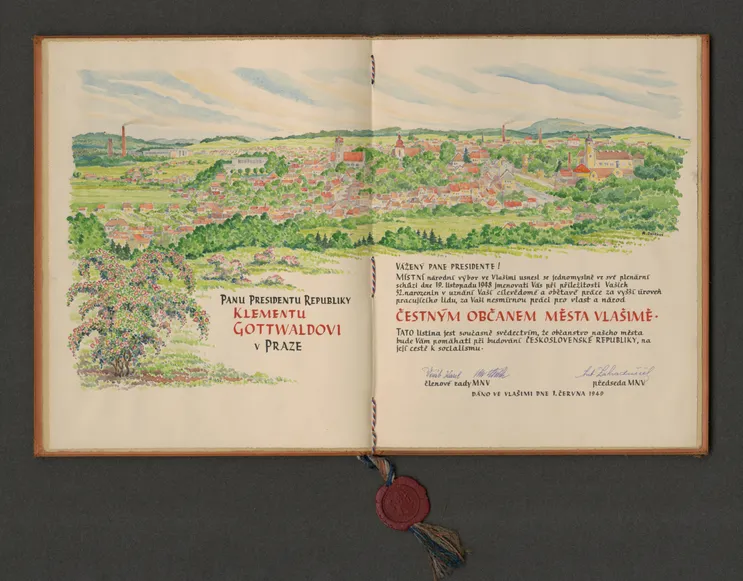 PANU PRESIDENTU REPUBLIKY
KLEMENTU
GOTTWALDOVI
V PRAZE
VÁŽENÝ PANE PRESIDENTE!
MÍSTNÍ národní výbor ve Vlašimi usnesl se jednomyslně ve své plenární
schůzi dne 19. listopadu 1948 jmenovati Vás při příležitosti Vašich
52. narozenin v uznání Vaší cílevědomé a obětavé práce za vyšší úroveň
pracujícího lidu, za Vaši nesmírnou práci pro vlast a národ
ČESTNÝM OBČANEM MĚSTA VLAŠIMĚ.
TATO listina jest současně svědectvím, že občanstvo našeho města
bude Vám pomáhati při budování ČESKOSLOVENSKÉ REPUBLIKY, na
její cestě k socialismu.
členové rady MNV
předseda MNV
DÁNO VE VLAŠIMI DNE 1. ČERVNA 1949